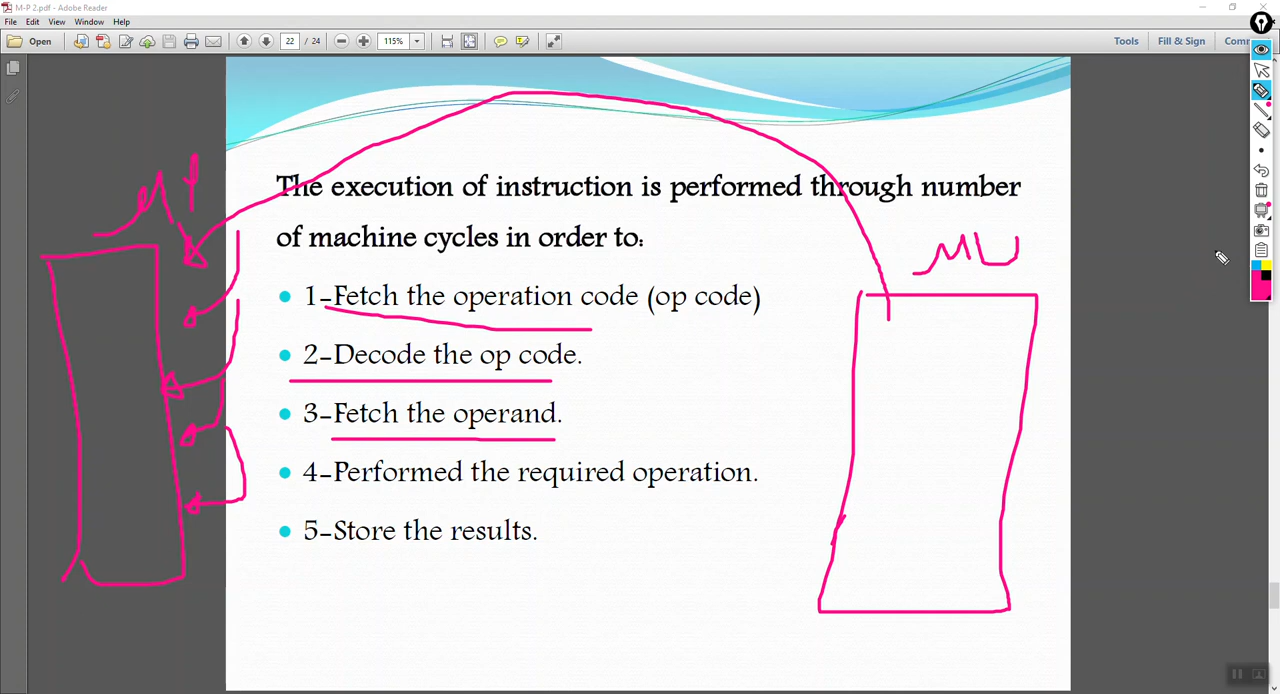 M-P 2.pdf - Adobe Reader
File Edit View Window Help
Open 22 / 24 115% Tools Fill & Sign
MU
The execution of instruction is performed through number
of machine cycles in order to:
1-Fetch the operation code (op code)
2-Decode the op code.
3-Fetch the operand.
4-Performed the required operation.
5-Store the results.